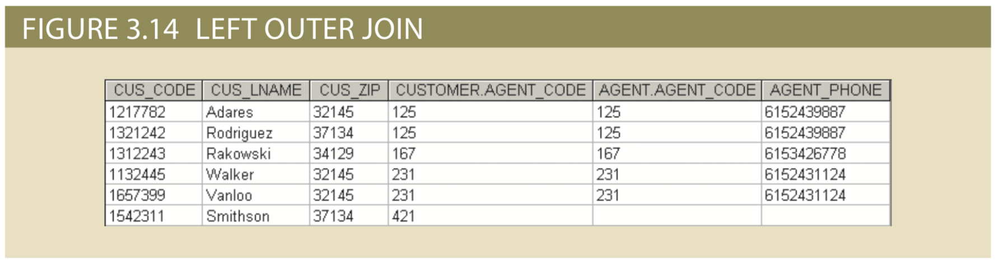 FIGURE 3.14 LEFT OUTER JOIN
CUS_CODE CUS_LNAME CUS_ZIP CUSTOMER.AGENT_CODE AGENT.AGENT_CODE AGENT_PHONE
1217782 Adares 32145 125 125 6152439887
1321242 Rodriguez 37134 125 125 6152439887
1312243 Rakowski 34129 167 167 6153426778
1132445 Walker 32145 231 231 6152431124
1657399 Vanloo 32145 231 231 6152431124
1542311 Smithson 37134 421